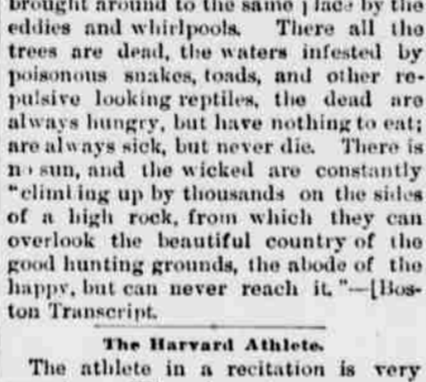 brought around to the same place by the
eddies and whirlpools. There all the
trees are dead, the waters infested by
poisonous snakes, toads, and other re-
pulsive looking reptiles, the dead are
always hungry, but have nothing to eat;
are always sick, but never die. There is
no sun, and the wicked are constantly
"climbing up by thousands on the sides
of a high rock, from which they can
overlook the beautiful country of the
good hunting grounds, the abode of the
happy, but can never reach it."—[Bos-
ton Transcript.
The Harvard Athlete.
The athlete in a recitation is very